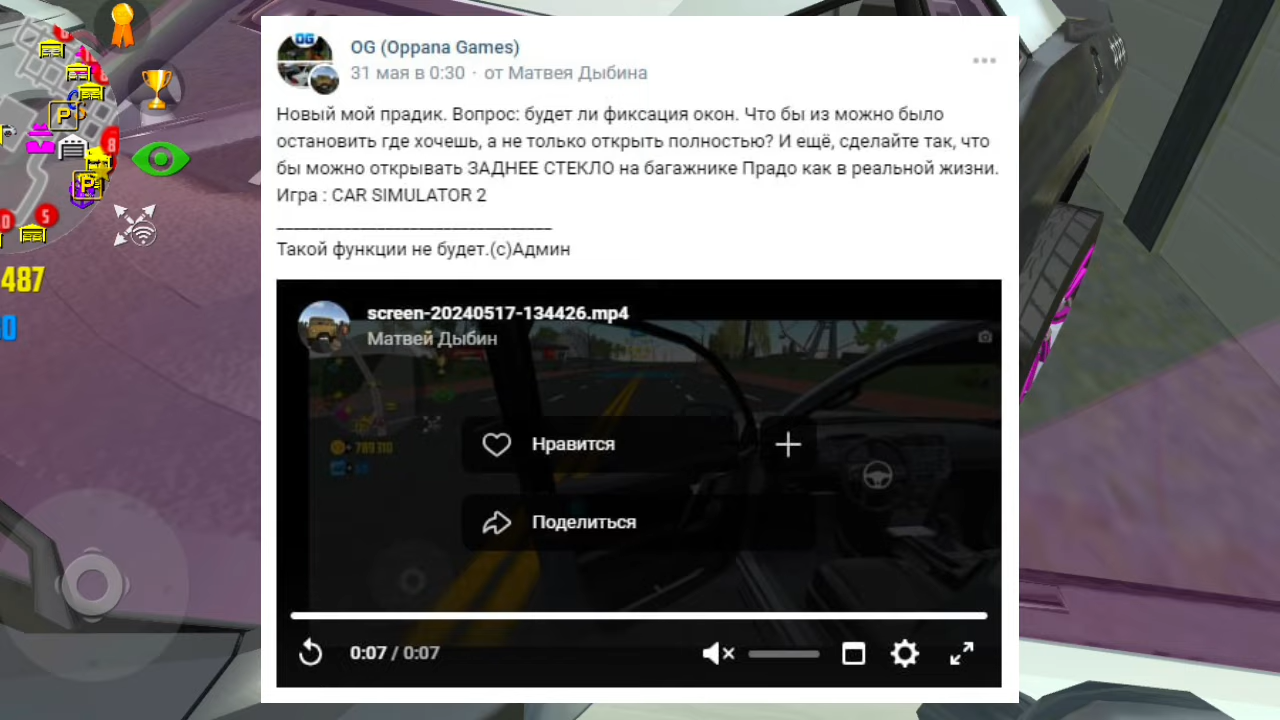 OG (Oppana Games)
31 мая в 0:30 · от Матвея Дыбина
Новый мой прадик. Вопрос: будет ли фиксация окон. Что бы из можно было
остановить где хочешь, а не только открыть полностью? И ещё, сделайте так, что
бы можно открывать ЗАДНЕЕ СТЕКЛО на багажнике Прадо как в реальной жизни.
Игра : CAR SIMULATOR 2
______________________________
Такой функции не будет.(с)Админ
screen-20240517-134426.mp4
Матвей Дыбин
Нравится
Поделиться
0:07 / 0:07
OG
8
P
P
5
487